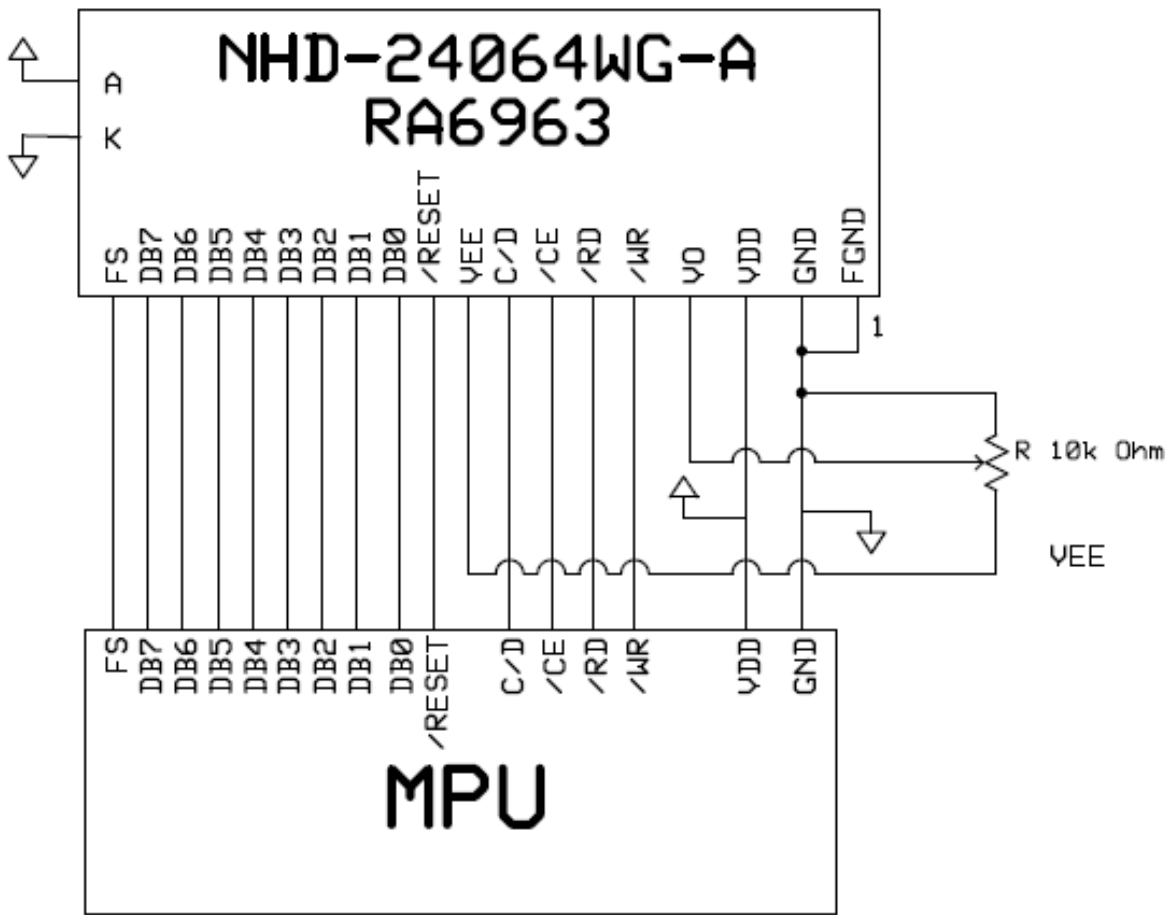 NHD-24064WG-A
RA6963
A
K
FS DB7 DB6 DB5 DB4 DB3 DB2 DB1 DB0 /RESET VEE C/D /CE /RD /WR VO VDD GND FGND
1
R 10k Ohm
VEE
FS DB7 DB6 DB5 DB4 DB3 DB2 DB1 DB0 /RESET C/D /CE /RD /WR VDD GND
MPU